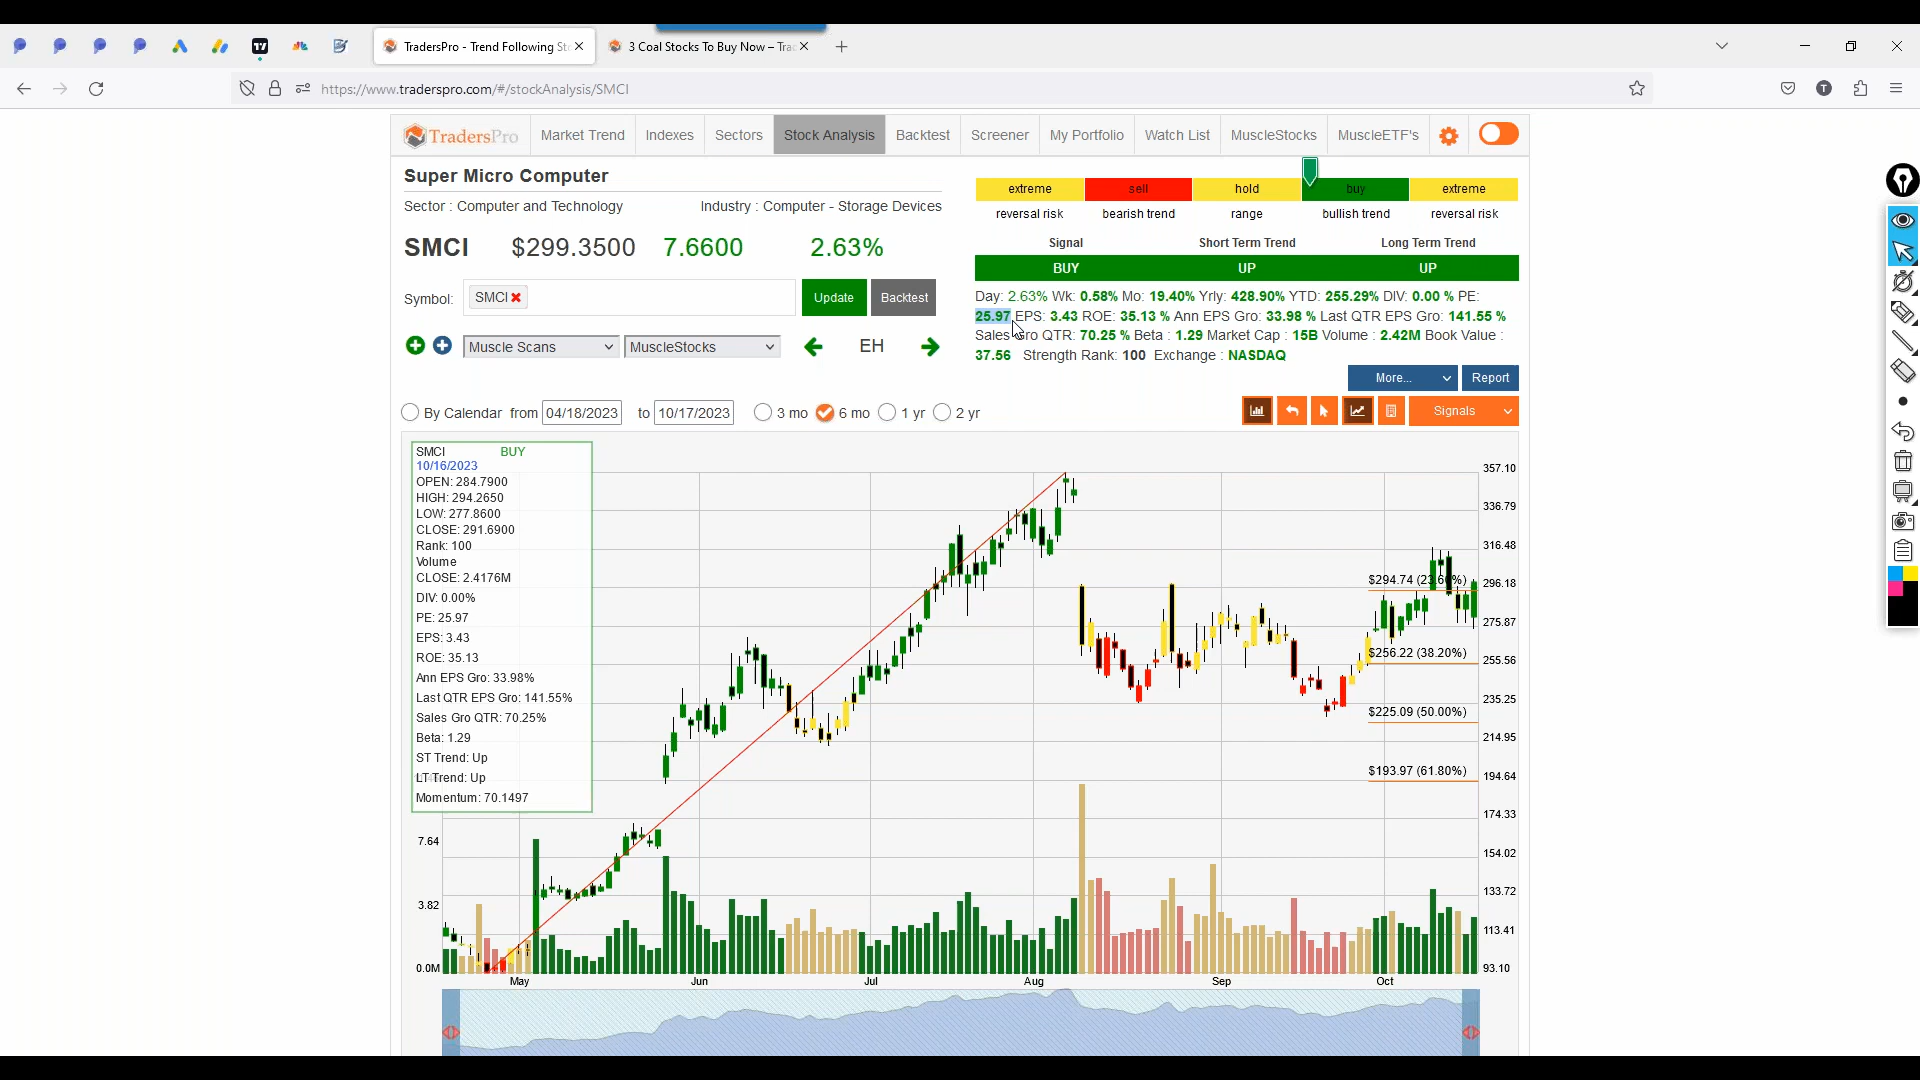 TradersPro - Trend Following St
3 Coal Stocks To Buy Now – Trac
https://www.traderspro.com/#/stockAnalysis/SMCI
T
TradersPro
Market Trend
Indexes
Sectors
Stock Analysis
Backtest
Screener
My Portfolio
Watch List
MuscleStocks
MuscleETF's
Super Micro Computer
Sector : Computer and Technology
Industry : Computer - Storage Devices
SMCI $299.3500 7.6600 2.63%
Symbol: SMCI
Update
Backtest
Muscle Scans
MuscleStocks
EH
extreme sell hold buy extreme
reversal risk bearish trend range bullish trend reversal risk
Signal Short Term Trend Long Term Trend
BUY UP UP
Day: 2.63% Wk: 0.58% Mo: 19.40% Yrly: 428.90% YTD: 255.29% DIV: 0.00 % PE:
25.97 EPS: 3.43 ROE: 35.13 % Ann EPS Gro: 33.98 % Last QTR EPS Gro: 141.55 %
Sales Gro QTR: 70.25 % Beta : 1.29 Market Cap : 15B Volume : 2.42M Book Value :
37.56 Strength Rank: 100 Exchange : NASDAQ
More...
Report
By Calendar from 04/18/2023 to 10/17/2023 3 mo 6 mo 1 yr 2 yr
Signals
SMCI BUY
10/16/2023
OPEN: 284.7900
HIGH: 294.2650
LOW: 277.8600
CLOSE: 291.6900
Rank: 100
Volume
CLOSE: 2.4176M
DIV: 0.00%
PE: 25.97
EPS: 3.43
ROE: 35.13
Ann EPS Gro: 33.98%
Last QTR EPS Gro: 141.55%
Sales Gro QTR: 70.25%
Beta: 1.29
ST Trend: Up
LT Trend: Up
Momentum: 70.1497
7.64
3.82
0.0M
$294.74 (23.60%)
$256.22 (38.20%)
$225.09 (50.00%)
$193.97 (61.80%)
357.10
336.79
316.48
296.18
275.87
255.56
235.25
214.95
194.64
174.33
154.02
133.72
113.41
93.10
May Jun Jul Aug Sep Oct